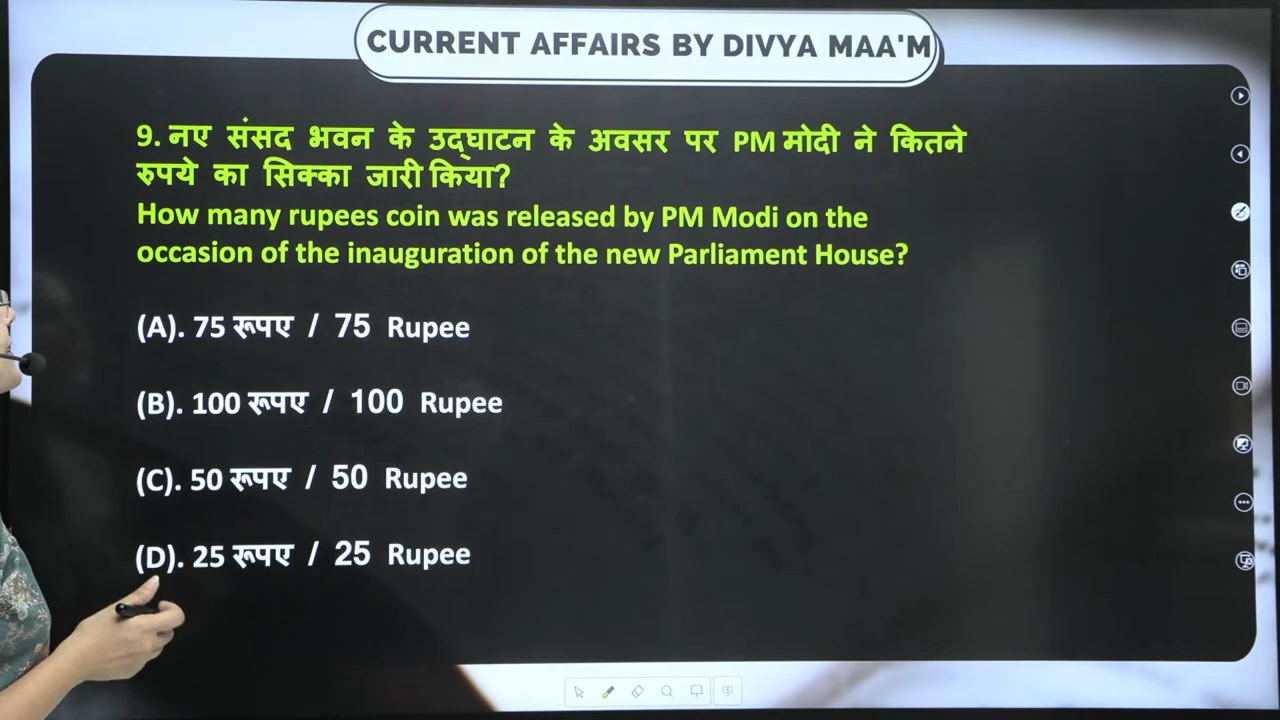 CURRENT AFFAIRS BY DIVYA MAA'M
9. नए संसद भवन के उद्घाटन के अवसर पर PM मोदी ने कितने
रुपये का सिक्का जारी किया?
How many rupees coin was released by PM Modi on the
occasion of the inauguration of the new Parliament House?
(A). 75 रूपए / 75 Rupee
(B). 100 रूपए / 100 Rupee
(C). 50 रूपए / 50 Rupee
(D). 25 रूपए / 25 Rupee